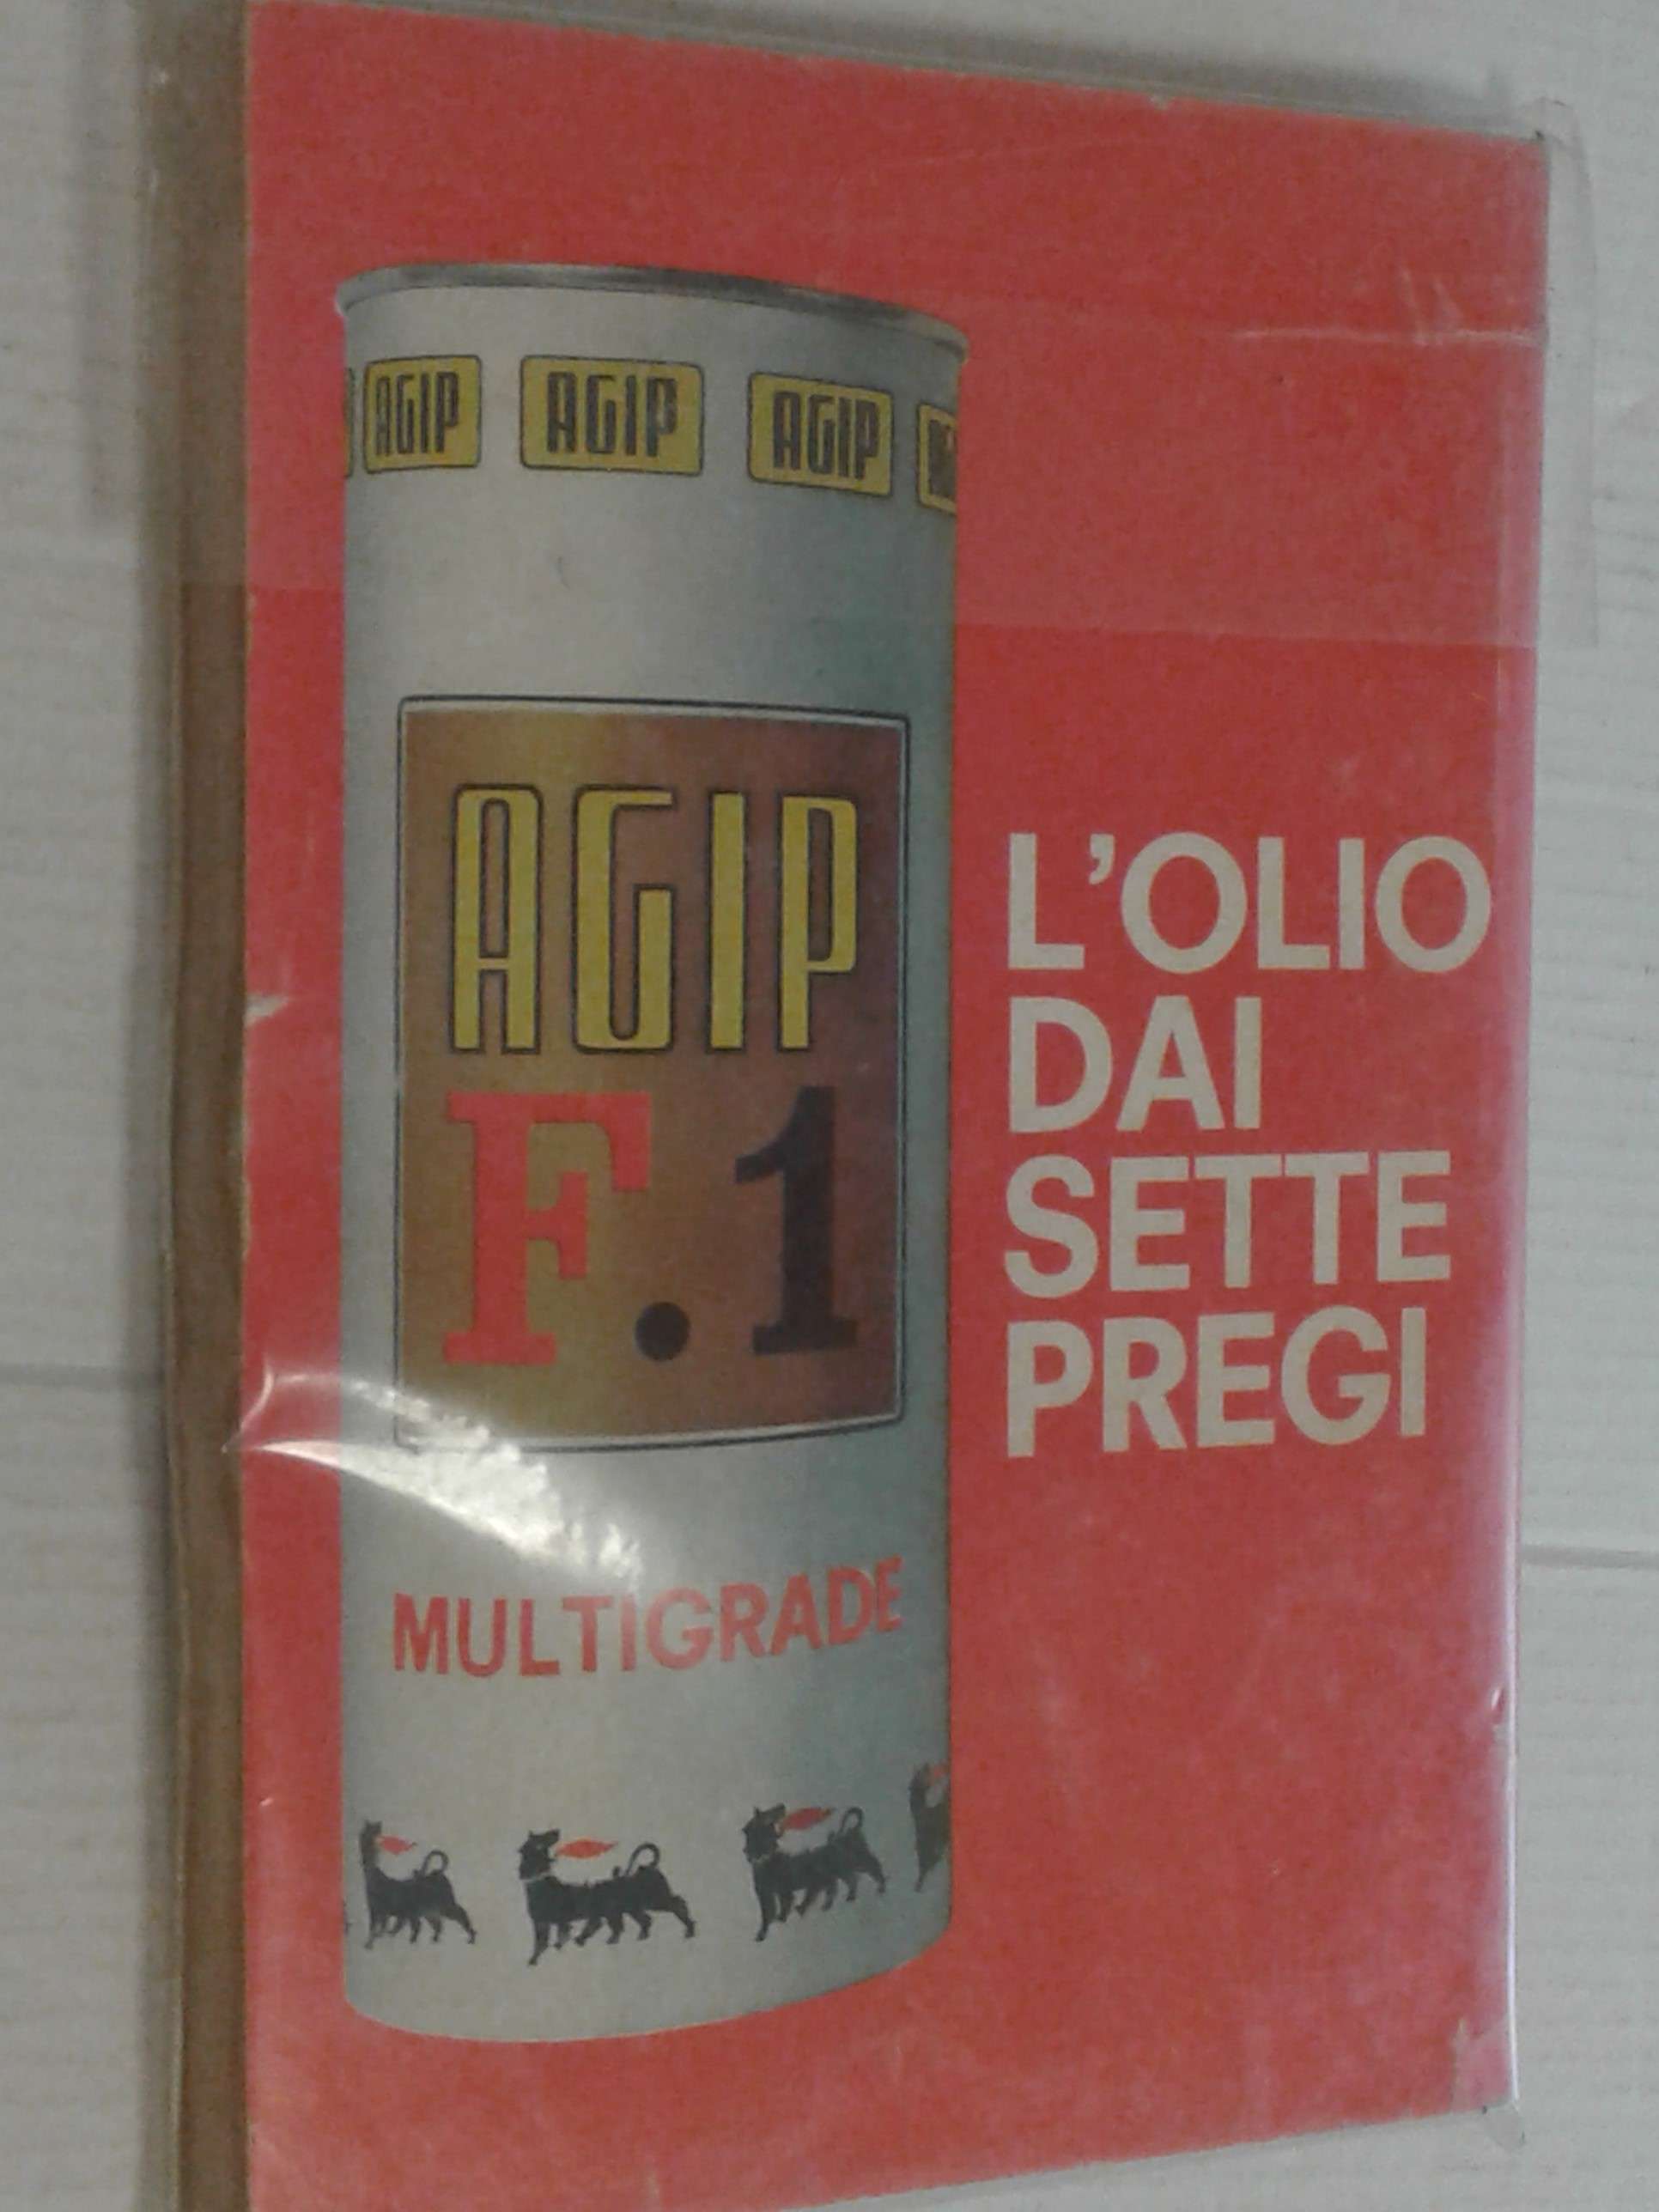 AGIP AGIP AGIP
AGIP
F.1
MULTIGRADE
L'OLIO
DAI
SETTE
PREGI